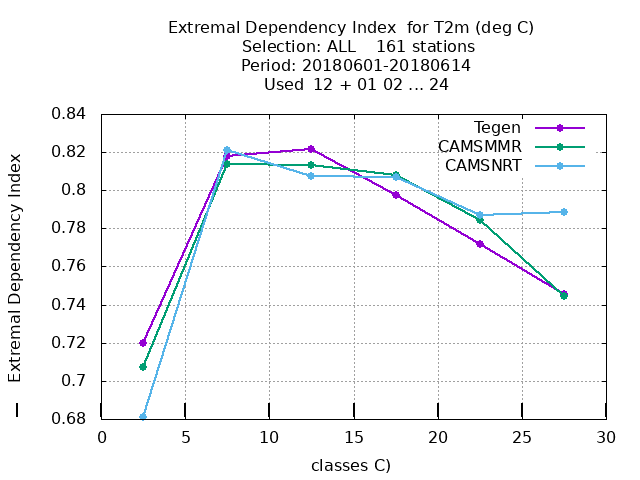 Extremal Dependency Index  for T2m (deg C)
Selection: ALL    161 stations
Period: 20180601-20180614
Used  12 + 01 02 ... 24
Tegen
CAMSMMR
CAMSNRT
0.84
0.82
0.8
0.78
0.76
0.74
0.72
0.7
0.68
0
5
10
15
20
25
30
Extremal Dependency Index
classes C)